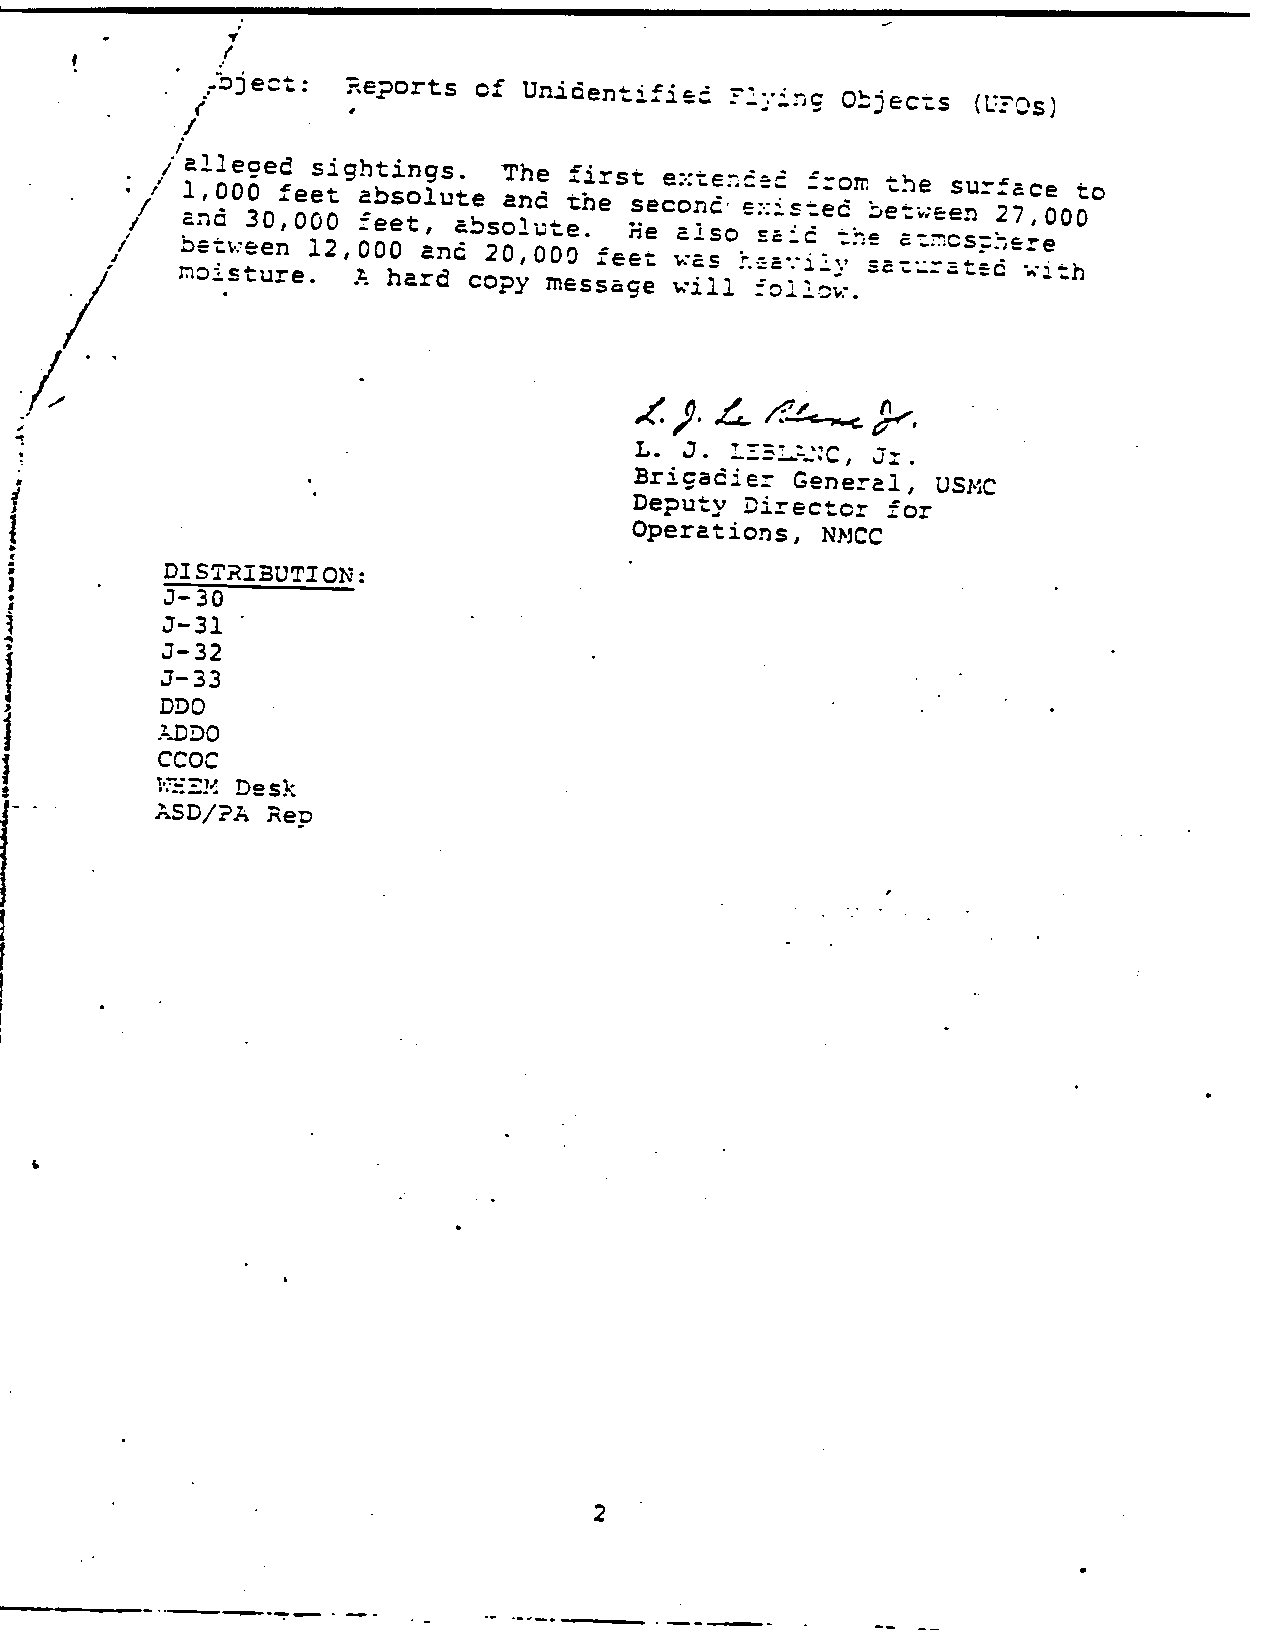 bject: Reports of Unidentified Flying Objects (UFOs)
alleged sightings. The first extended from the surface to
1,000 feet absolute and the second existed between 27,000
and 30,000 feet, absolute. He also said the atmosphere
between 12,000 and 20,000 feet was heavily saturated with
moisture. A hard copy message will follow.
L. J. Le Blanc Jr.
L. J. LEBLANC, Jr.
Brigadier General, USMC
Deputy Director for
Operations, NMCC
DISTRIBUTION:
J-30
J-31
J-32
J-33
DDO
ADDO
CCOC
WHEM Desk
ASD/PA Rep
2